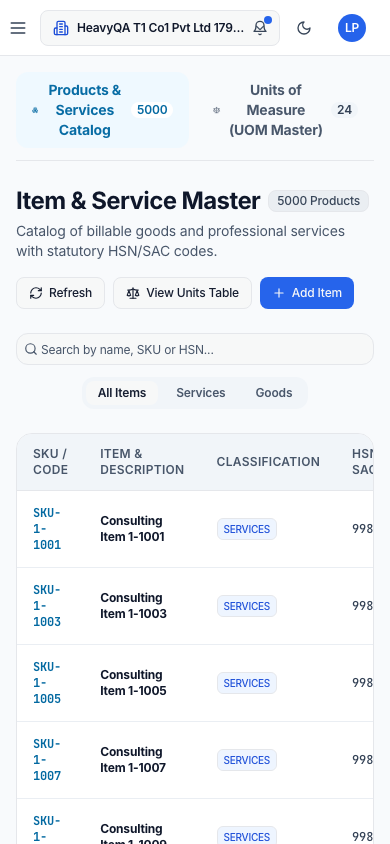 HeavyQA T1 Co1 Pvt Ltd 179...
LP
Products &
Services
Catalog
5000
Units of
Measure
(UOM Master)
24
Item & Service Master
5000 Products
Catalog of billable goods and professional services
with statutory HSN/SAC codes.
Refresh
View Units Table
Add Item
Search by name, SKU or HSN...
All Items
Services
Goods
SKU /
CODE
ITEM &
DESCRIPTION
CLASSIFICATION
HSN
SAC
SKU-
1-
1001
Consulting
Item 1-1001
SERVICES
998
SKU-
1-
1003
Consulting
Item 1-1003
SERVICES
998
SKU-
1-
1005
Consulting
Item 1-1005
SERVICES
998
SKU-
1-
1007
Consulting
Item 1-1007
SERVICES
998
SKU-
1-
Consulting
Item 1-1009
SERVICES
998